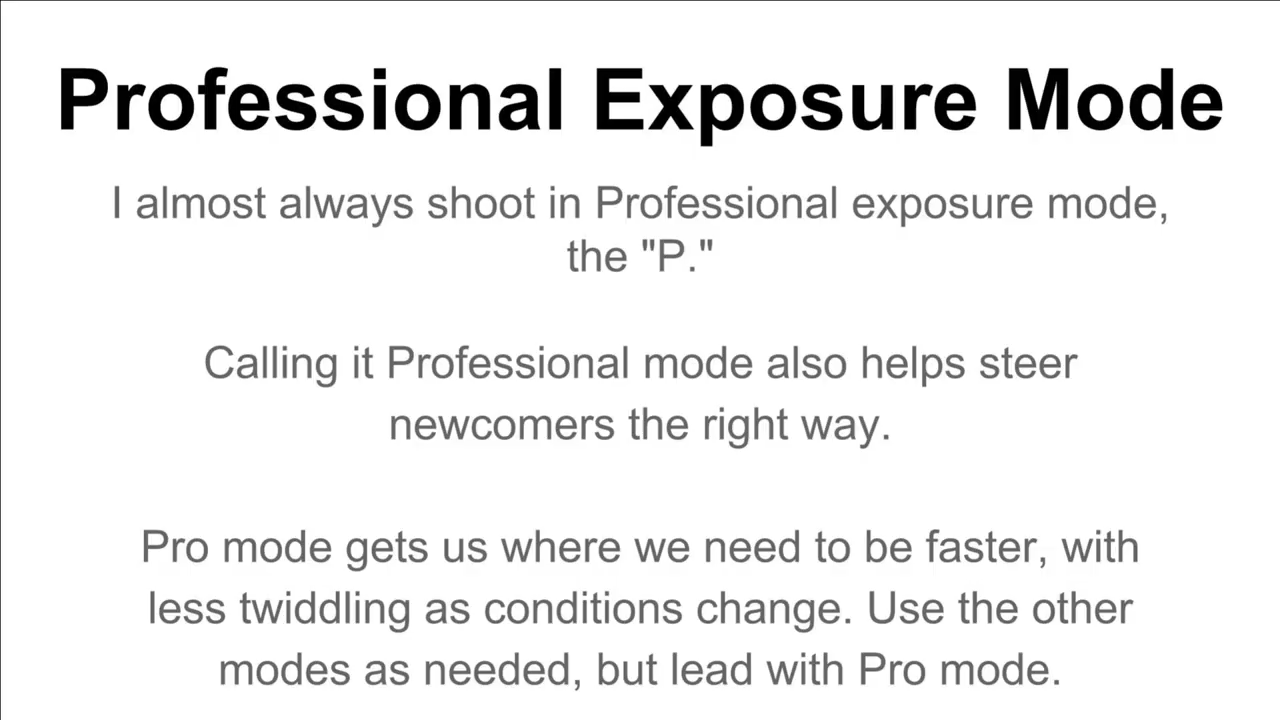 Professional Exposure Mode
I almost always shoot in Professional exposure mode,
the "P."
Calling it Professional mode also helps steer
newcomers the right way.
Pro mode gets us where we need to be faster, with
less twiddling as conditions change. Use the other
modes as needed, but lead with Pro mode.